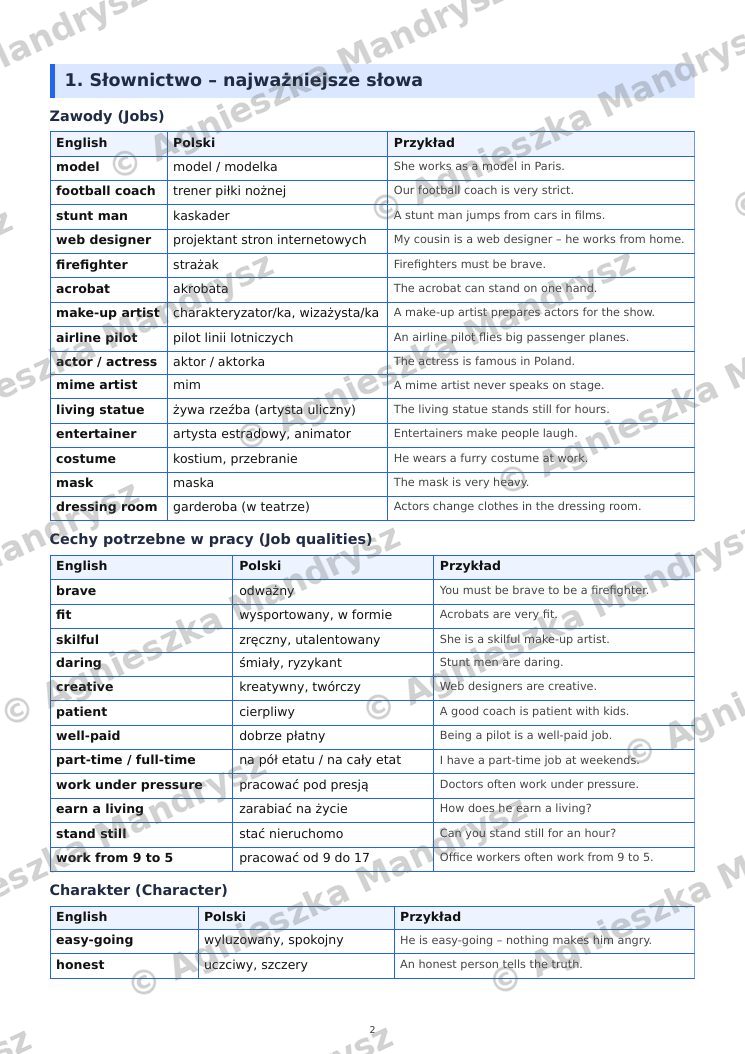 1. Słownictwo – najważniejsze słowa
Zawody (Jobs)
English Polski Przykład
model model / modelka She works as a model in Paris.
football coach trener piłki nożnej Our football coach is very strict.
stunt man kaskader A stunt man jumps from cars in films.
web designer projektant stron internetowych My cousin is a web designer – he works from home.
firefighter strażak Firefighters must be brave.
acrobat akrobata The acrobat can stand on one hand.
make-up artist charakteryzator/ka, wizażysta/ka A make-up artist prepares actors for the show.
airline pilot pilot linii lotniczych An airline pilot flies big passenger planes.
actor / actress aktor / aktorka The actress is famous in Poland.
mime artist mim A mime artist never speaks on stage.
living statue żywa rzeźba (artysta uliczny) The living statue stands still for hours.
entertainer artysta estradowy, animator Entertainers make people laugh.
costume kostium, przebranie He wears a furry costume at work.
mask maska The mask is very heavy.
dressing room garderoba (w teatrze) Actors change clothes in the dressing room.
Cechy potrzebne w pracy (Job qualities)
English Polski Przykład
brave odważny You must be brave to be a firefighter.
fit wysportowany, w formie Acrobats are very fit.
skilful zręczny, utalentowany She is a skilful make-up artist.
daring śmiały, ryzykant Stunt men are daring.
creative kreatywny, twórczy Web designers are creative.
patient cierpliwy A good coach is patient with kids.
well-paid dobrze płatny Being a pilot is a well-paid job.
part-time / full-time na pół etatu / na cały etat I have a part-time job at weekends.
work under pressure pracować pod presją Doctors often work under pressure.
earn a living zarabiać na życie How does he earn a living?
stand still stać nieruchomo Can you stand still for an hour?
work from 9 to 5 pracować od 9 do 17 Office workers often work from 9 to 5.
Charakter (Character)
English Polski Przykład
easy-going wyluzowany, spokojny He is easy-going – nothing makes him angry.
honest uczciwy, szczery An honest person tells the truth.
2
© Agnieszka Mandrysz